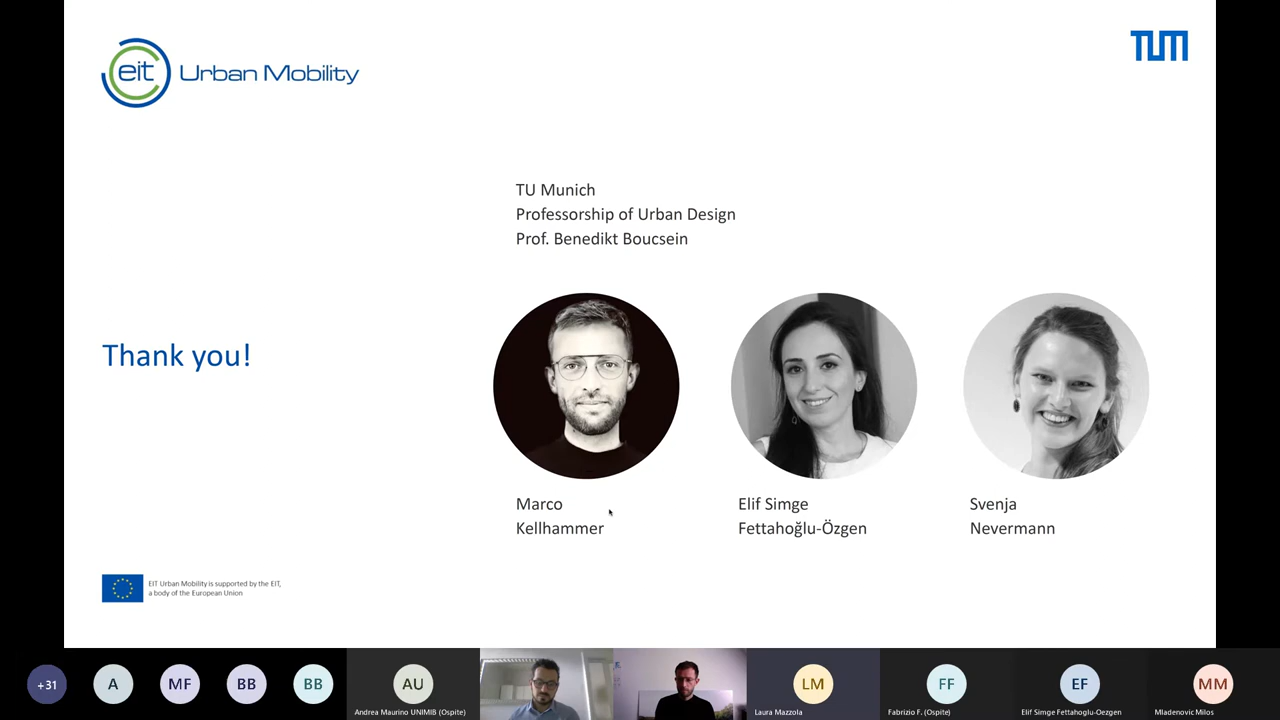 eit Urban Mobility
TUM
TU Munich
Professorship of Urban Design
Prof. Benedikt Boucsein
Thank you!
Marco
Kellhammer
Elif Simge
Fettahoğlu-Özgen
Svenja
Nevermann
EIT Urban Mobility is supported by the EIT,
a body of the European Union
+31
A
MF
BB
BB
AU
LM
FF
EF
MM
Andrea Maurino UNIMIB (Ospite)
Laura Mazzola
Fabrizio F. (Ospite)
Elif Simge Fettahoglu-Oezgen
Mladenovic Milos